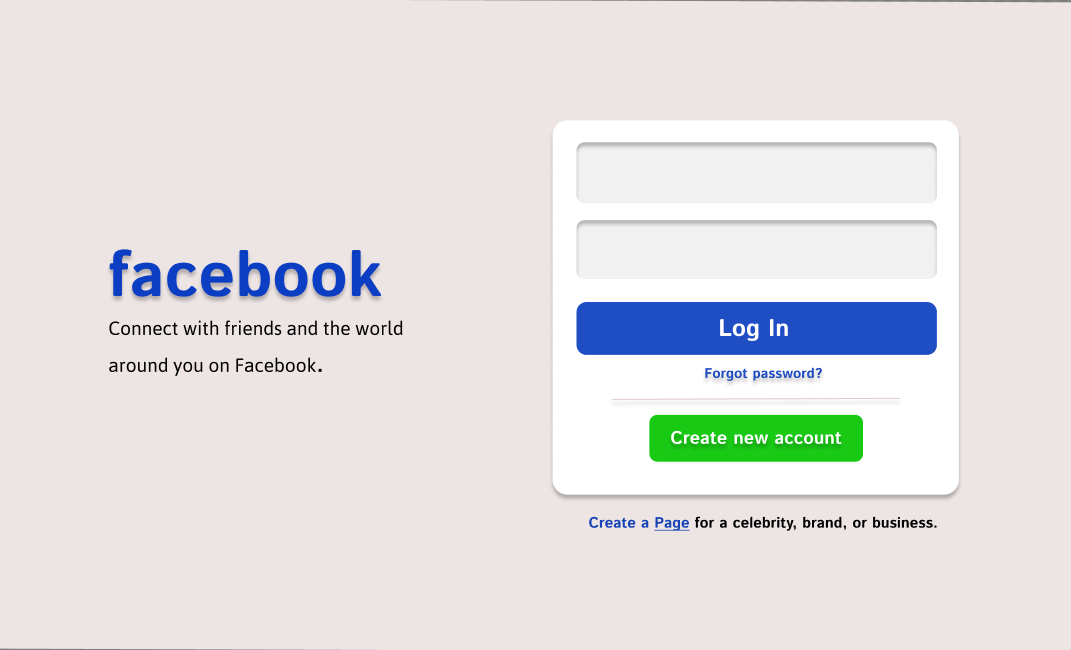 facebook
Connect with friends and the world
around you on Facebook.
Log In
Forgot password?
Create new account
Create a Page for a celebrity, brand, or business.